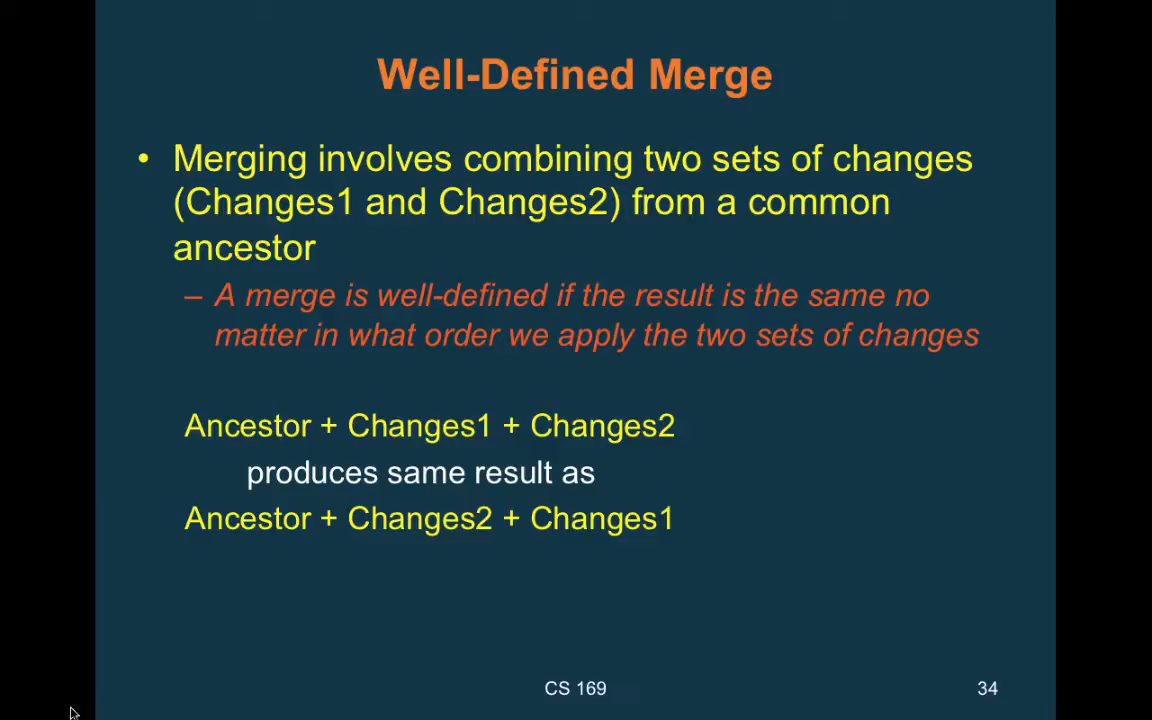 Well-Defined Merge
• Merging involves combining two sets of changes
(Changes1 and Changes2) from a common
ancestor
– A merge is well-defined if the result is the same no
matter in what order we apply the two sets of changes
Ancestor + Changes1 + Changes2
produces same result as
Ancestor + Changes2 + Changes1
CS 169
34